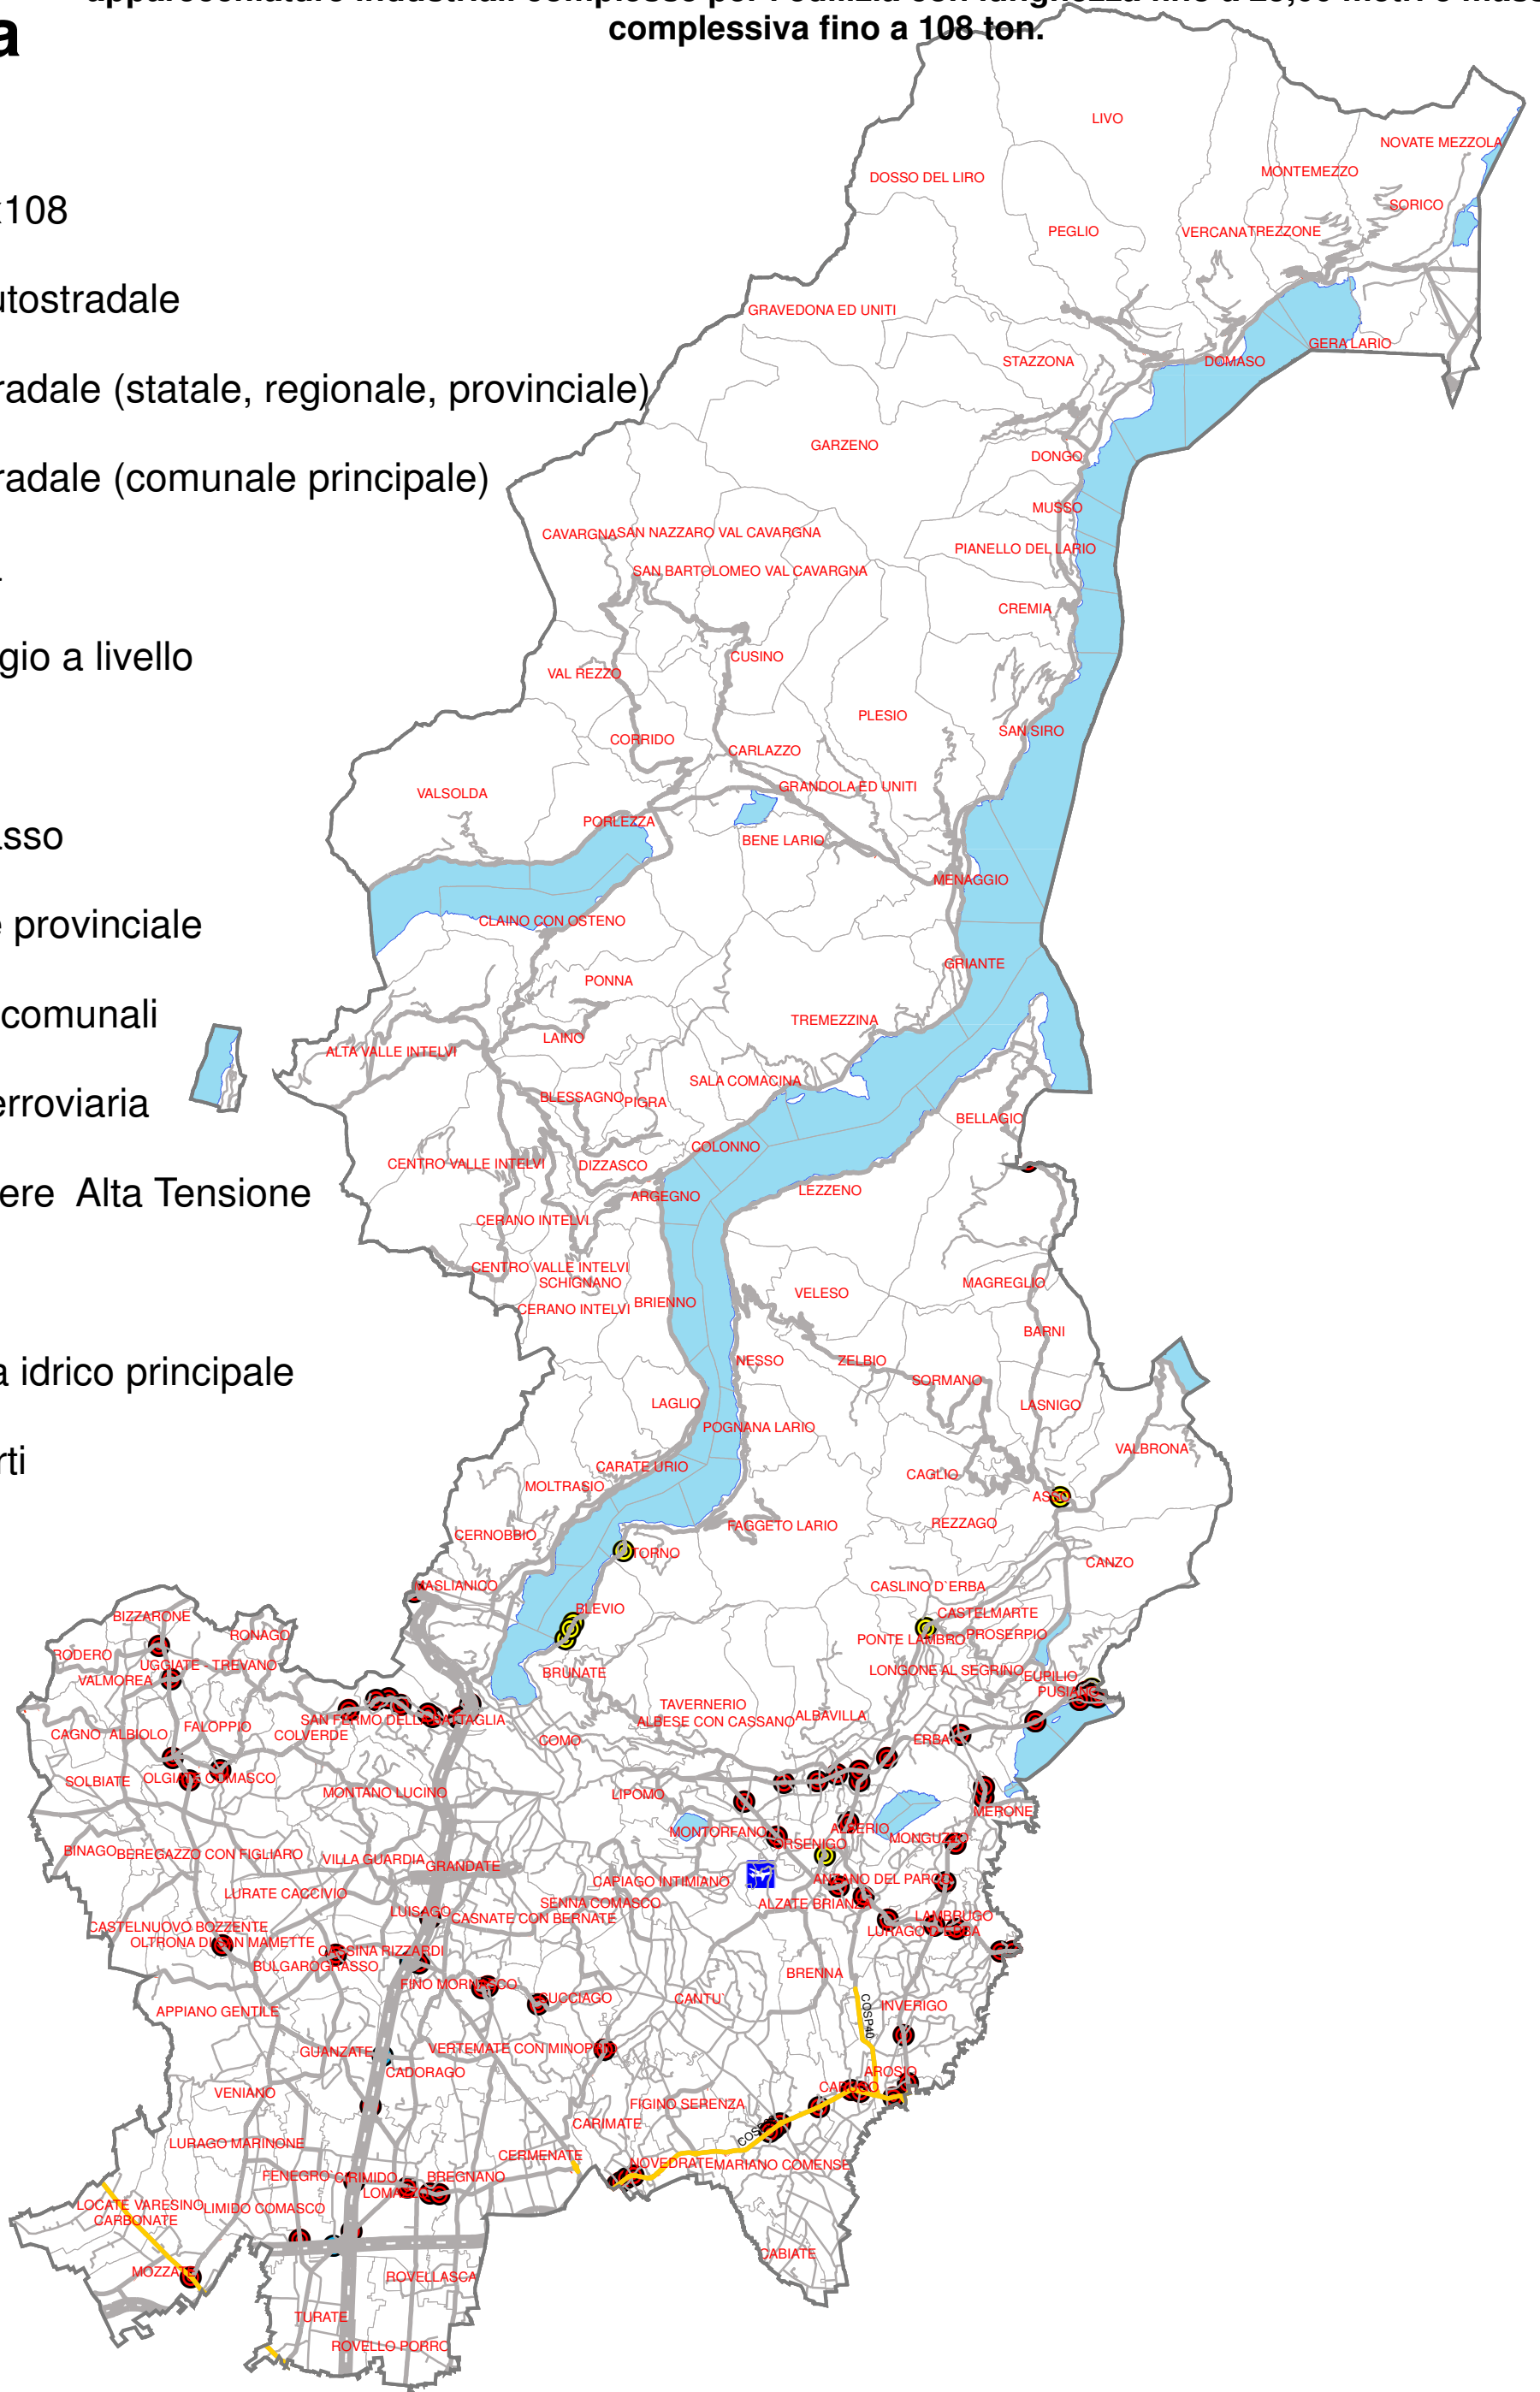 complessiva fino a 108 ton.
a
108
utostradale
radale (statale, regionale, provinciale)
radale (comunale principale)
gio a livello
asso
e provinciale
comunali
erroviaria
ere Alta Tensione
a idrico principale
rti
LIVO
NOVATE MEZZOLA
DOSSO DEL LIRO
MONTEMEZZO
SORICO
PEGLIO
VERCANA
TREZZONE
GRAVEDONA ED UNITI
GERA LARIO
STAZZONA
DOMASO
GARZENO
DONGO
MUSSO
CAVARGNA
SAN NAZZARO VAL CAVARGNA
PIANELLO DEL LARIO
SAN BARTOLOMEO VAL CAVARGNA
CREMIA
CUSINO
VAL REZZO
PLESIO
SAN SIRO
CORRIDO
CARLAZZO
GRANDOLA ED UNITI
VALSOLDA
PORLEZZA
BENE LARIO
MENAGGIO
CLAINO CON OSTENO
GRIANTE
PONNA
TREMEZZINA
LAINO
ALTA VALLE INTELVI
SALA COMACINA
BLESSAGNO
PIGRA
BELLAGIO
COLONNO
CENTRO VALLE INTELVI
DIZZASCO
LEZZENO
ARGEGNO
CERANO INTELVI
CENTRO VALLE INTELVI
SCHIGNANO
MAGREGLIO
VELESO
BRIENNO
CERANO INTELVI
BARNI
NESSO
ZELBIO
SORMANO
LAGLIO
LASNIGO
POGNANA LARIO
VALBRONA
CARATE URIO
CAGLIO
MOLTRASIO
ASSO
REZZAGO
FAGGETO LARIO
CERNOBBIO
TORNO
CANZO
MASLIANICO
CASLINO D`ERBA
BLEVIO
CASTELMARTE
BIZZARONE
RONAGO
PROSERPIO
PONTE LAMBRO
RODERO
UGGIATE - TREVANO
LONGONE AL SEGRINO
BRUNATE
EUPILIO
VALMOREA
PUSIANO
TAVERNERIO
ALBAVILLA
SAN FERMO DELLA BATTAGLIA
ALBESE CON CASSANO
FALOPPIO
CAGNO
ALBIOLO
COLVERDE
COMO
ERBA
OLGIATE COMASCO
SOLBIATE
MONTANO LUCINO
LIPOMO
MERONE
ALSERIO
MONTORFANO
MONGUZZO
ORSENIGO
BINAGO
BEREGAZZO CON FIGLIARO
VILLA GUARDIA
GRANDATE
ANZANO DEL PARCO
CAPIAGO INTIMIANO
LURATE CACCIVIO
SENNA COMASCO
ALZATE BRIANZA
LUISAGO
LAMBRUGO
CASNATE CON BERNATE
CASTELNUOVO BOZZENTE
LURAGO D`ERBA
OLTRONA DI SAN MAMETTE
CASSINA RIZZARDI
BULGAROGRASSO
BRENNA
FINO MORNASCO
CUCCIAGO
CANTU`
INVERIGO
APPIANO GENTILE
COSP40
VERTEMATE CON MINOPRIO
GUANZATE
CADORAGO
AROSIO
CARUGO
VENIANO
FIGINO SERENZA
CARIMATE
LURAGO MARINONE
CERMENATE
NOVEDRATE
MARIANO COMENSE
FENEGRO`
CIRIMIDO
BREGNANO
LOMAZZO
LOCATE VARESINO
LIMIDO COMASCO
CARBONATE
CABIATE
MOZZATE
ROVELLASCA
TURATE
ROVELLO PORRO